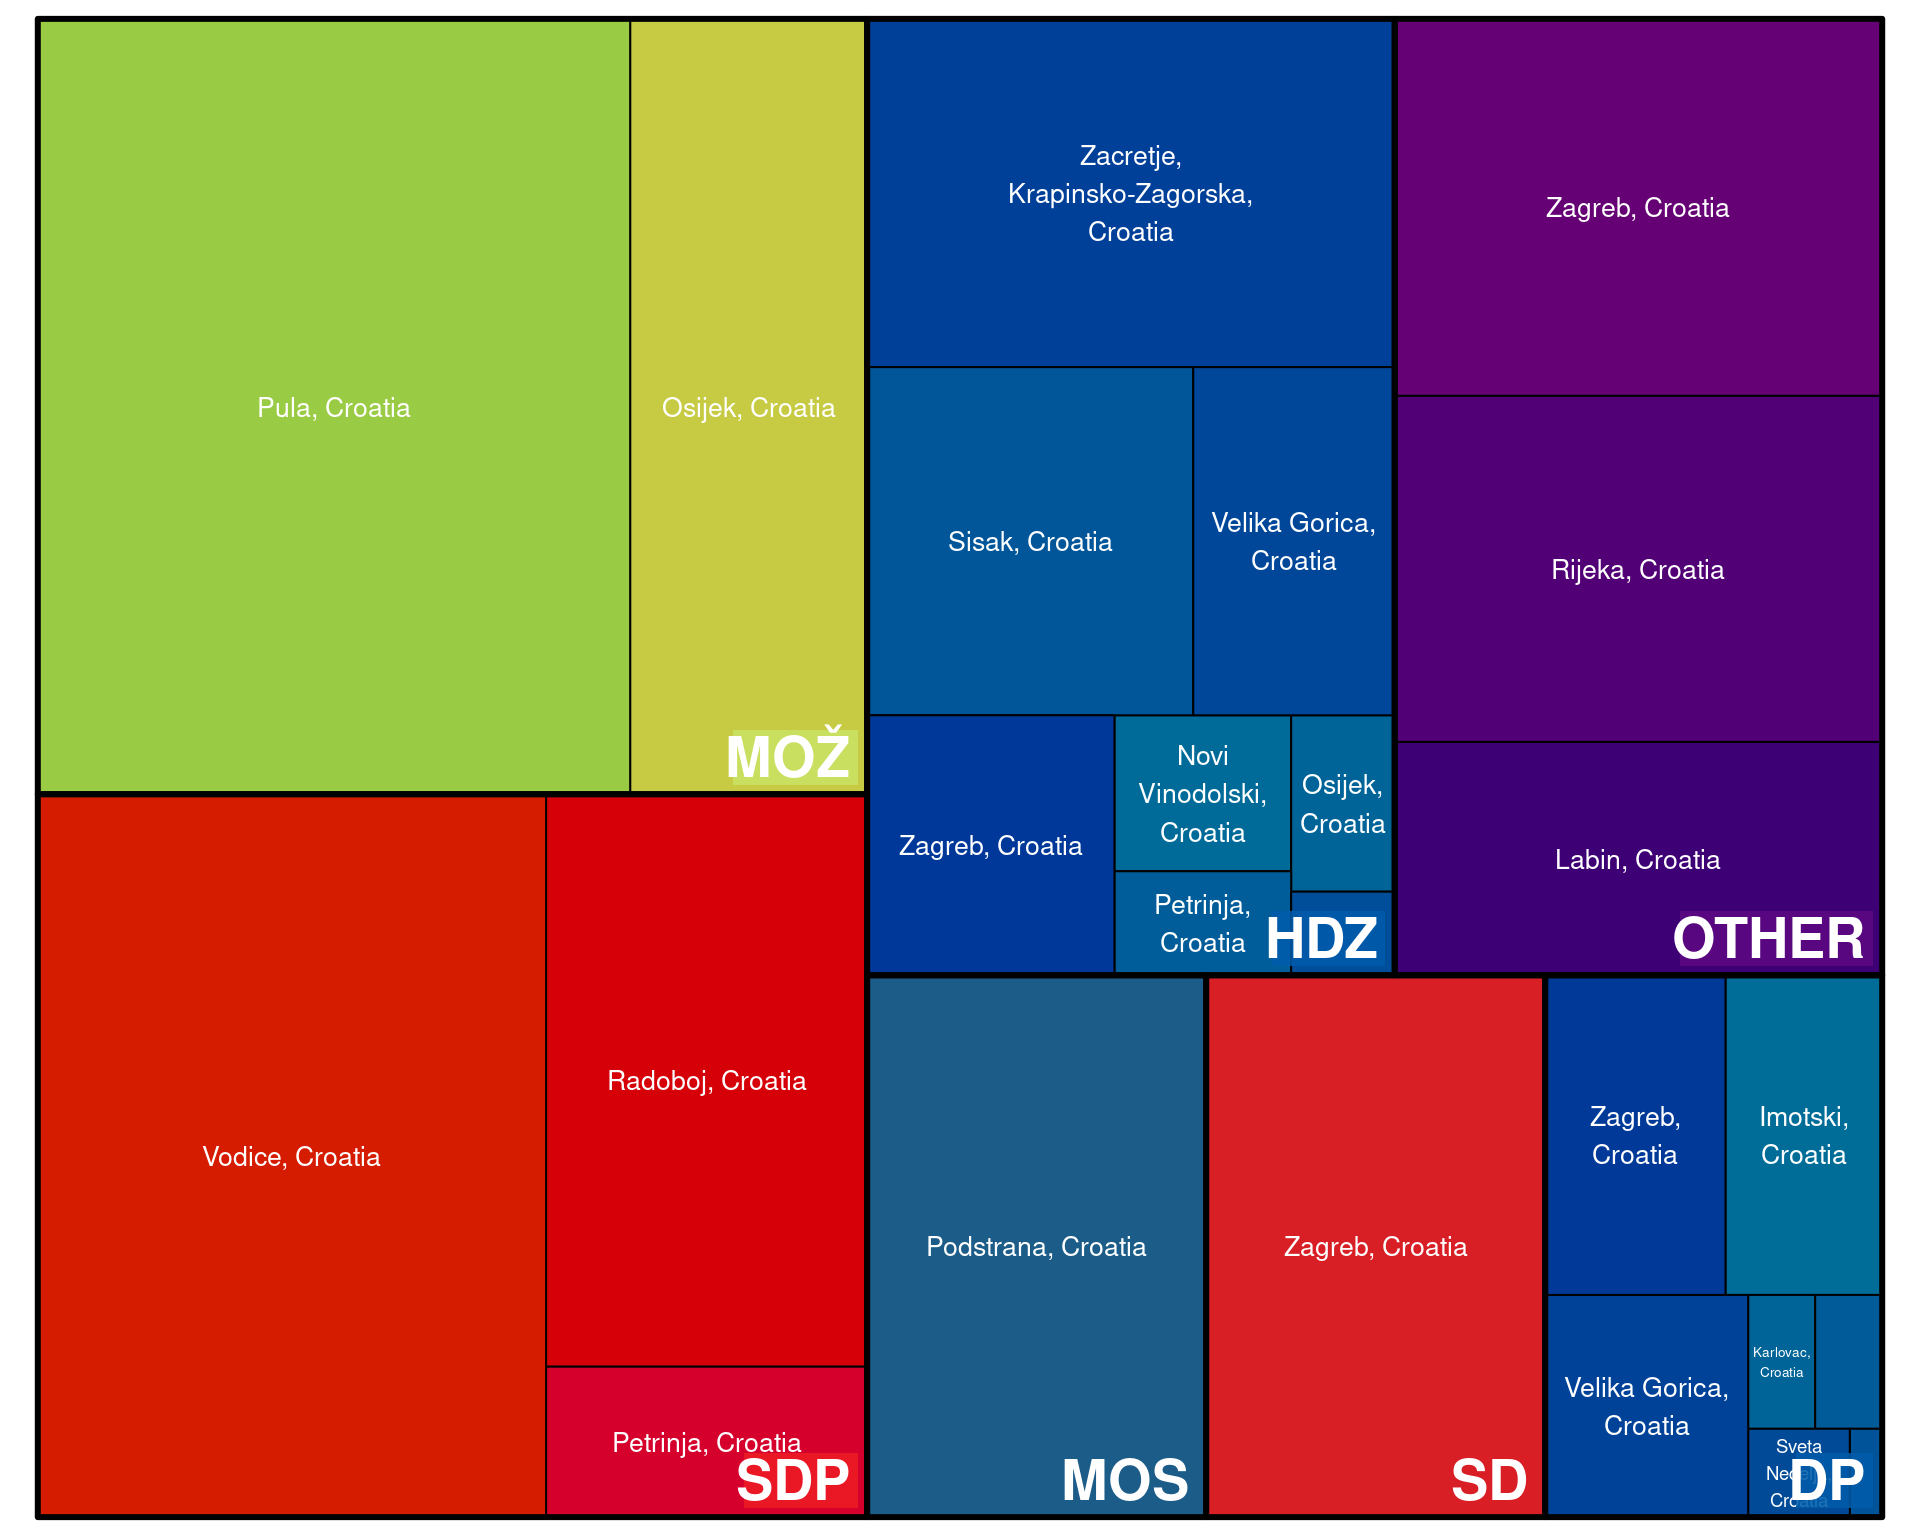 Pula, Croatia
Osijek, Croatia
MOŽ
Vodice, Croatia
Radoboj, Croatia
Petrinja, Croatia
SDP
Zacretje,
Krapinsko-Zagorska,
Croatia
Sisak, Croatia
Velika Gorica,
Croatia
Zagreb, Croatia
Novi
Vinodolski,
Croatia
Osijek,
Croatia
Petrinja,
Croatia
HDZ
Zagreb, Croatia
Rijeka, Croatia
Labin, Croatia
OTHER
Podstrana, Croatia
MOS
Zagreb, Croatia
SD
Zagreb,
Croatia
Imotski,
Croatia
Velika Gorica,
Croatia
Karlovac,
Croatia
Sveta
Croatia
DP